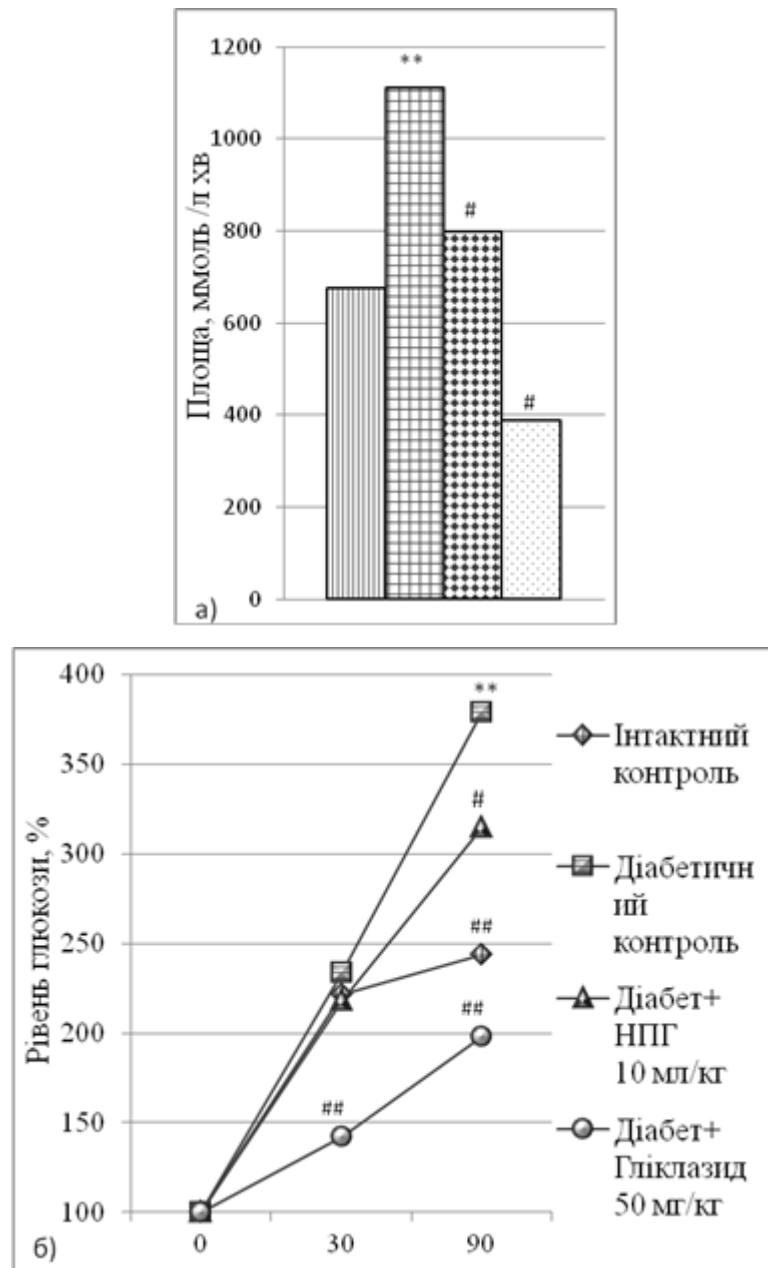 1200
**
1000
#
800
600
#
400
200
0
Площа, ммоль /л хв
а)
400
**
350
#
300
250
##
##
200
##
150
100
0
30
90
Рівень глюкози, %
б)
Інтактний
контроль
Діабетичн
ий
контроль
Діабет+
НПГ
10 мл/кг
Діабет+
Гліклазид
50 мг/кг